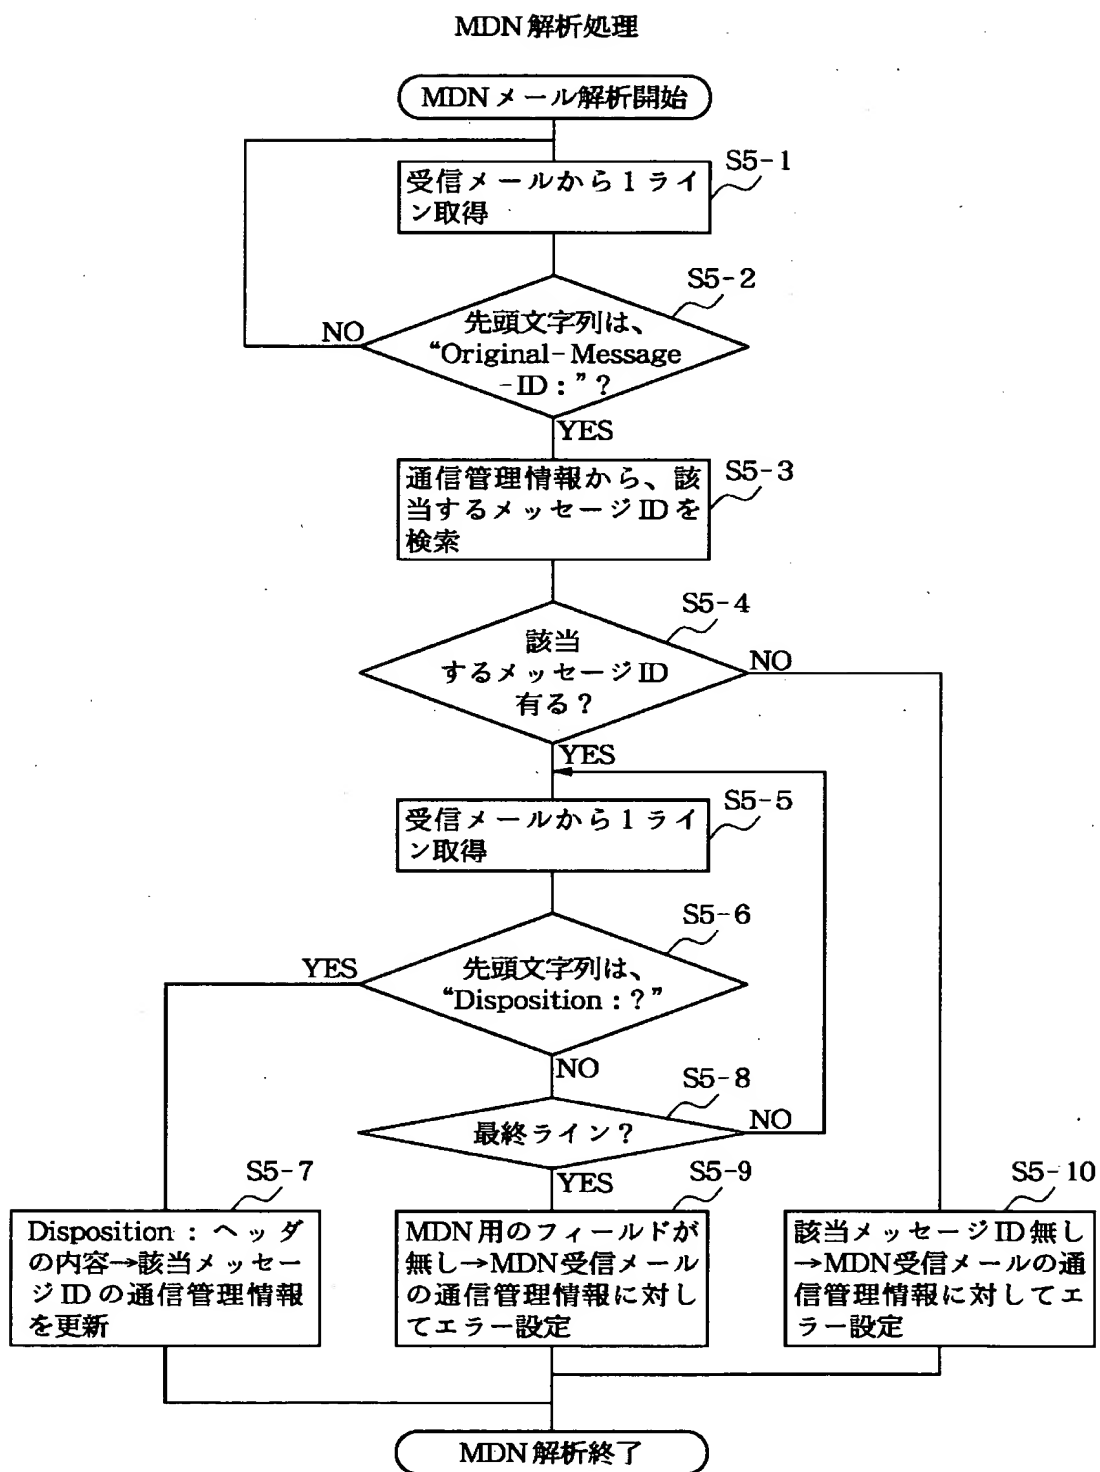 MDN 解析処理
MDN メール解析開始
S5-1
受信メールから1ライ
ン取得
S5-2
先頭文字列は、
“Original-Message
-ID:”?
NO
YES
S5-3
通信管理情報から、該
当するメッセージIDを
検索
S5-4
該当
するメッセージID
有る?
NO
YES
S5-5
受信メールから1ライ
ン取得
S5-6
先頭文字列は、
“Disposition:?”
YES
NO
S5-8
最終ライン?
NO
YES
S5-7
Disposition:ヘッダ
の内容→該当メッセー
ジIDの通信管理情報
を更新
S5-9
MDN用のフィールドが
無し→MDN受信メール
の通信管理情報に対し
てエラー設定
S5-10
該当メッセージID無し
→MDN受信メールの通
信管理情報に対してエ
ラー設定
MDN 解析終了